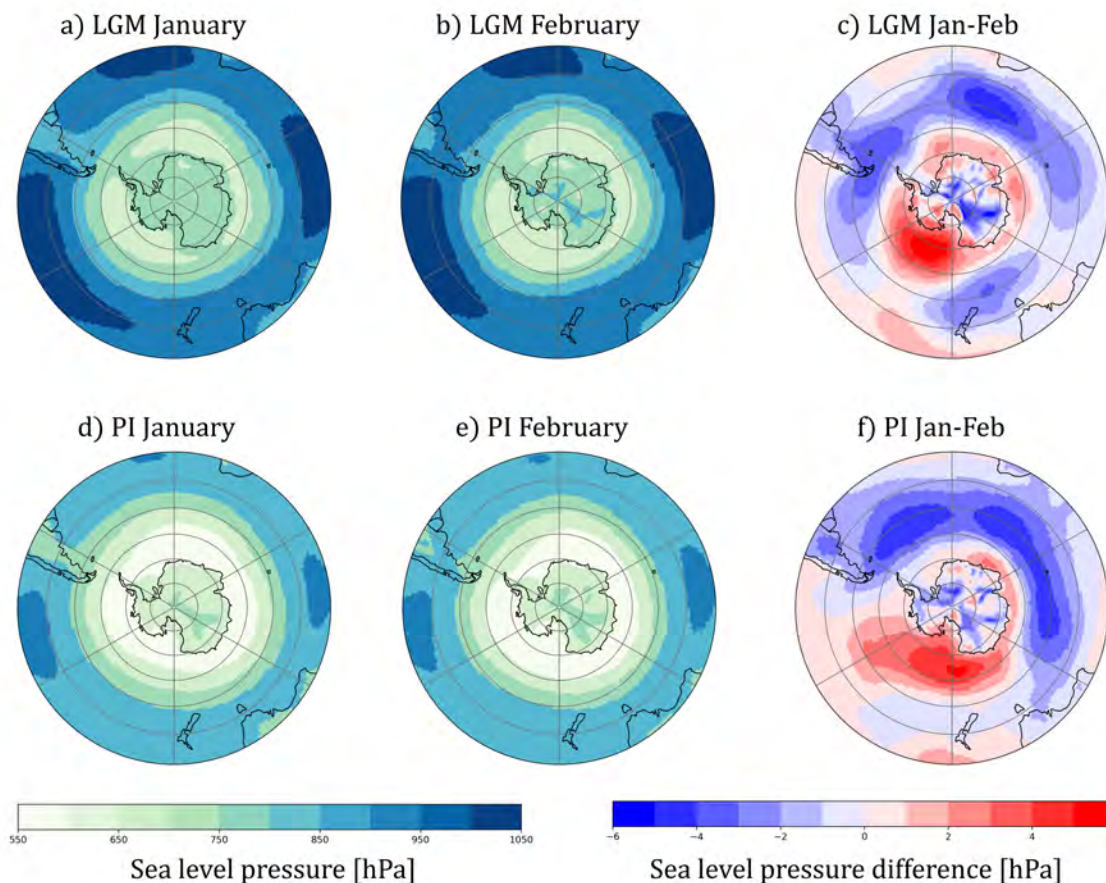 a) LGM January
b) LGM February
c) LGM Jan-Feb
d) PI January
e) PI February
f) PI Jan-Feb
550 650 750 850 950 1050
Sea level pressure [hPa]
−6 −4 −2 0 2 4
Sea level pressure difference [hPa]